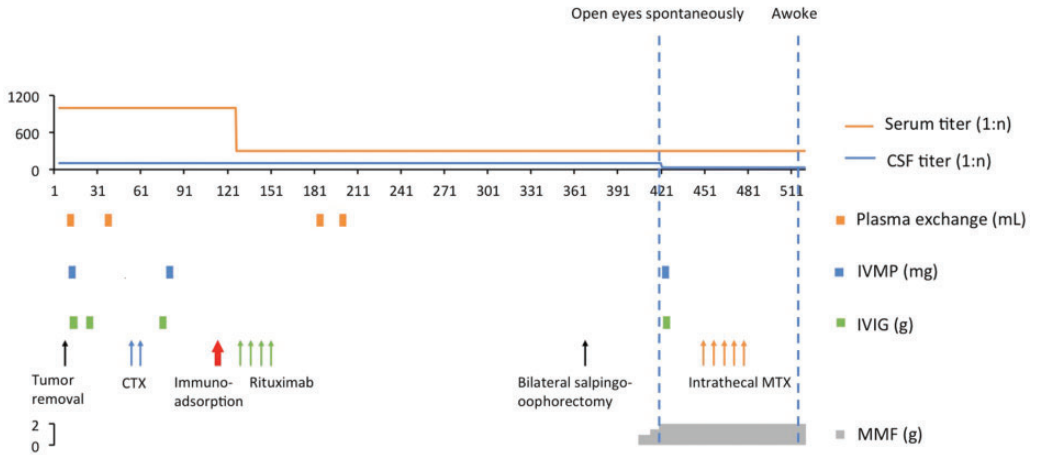 Open eyes spontaneously Awoke
1200
600
0
Serum titer (1:n)
CSF titer (1:n)
1 31 61 91 121 151 181 211 241 271 301 331 361 391 421 451 481 511
Plasma exchange (mL)
IVMP (mg)
IVIG (g)
Tumor
removal
CTX
Immuno-
adsorption
Rituximab
Bilateral salpingo-
oophorectomy
Intrathecal MTX
2
0
MMF (g)